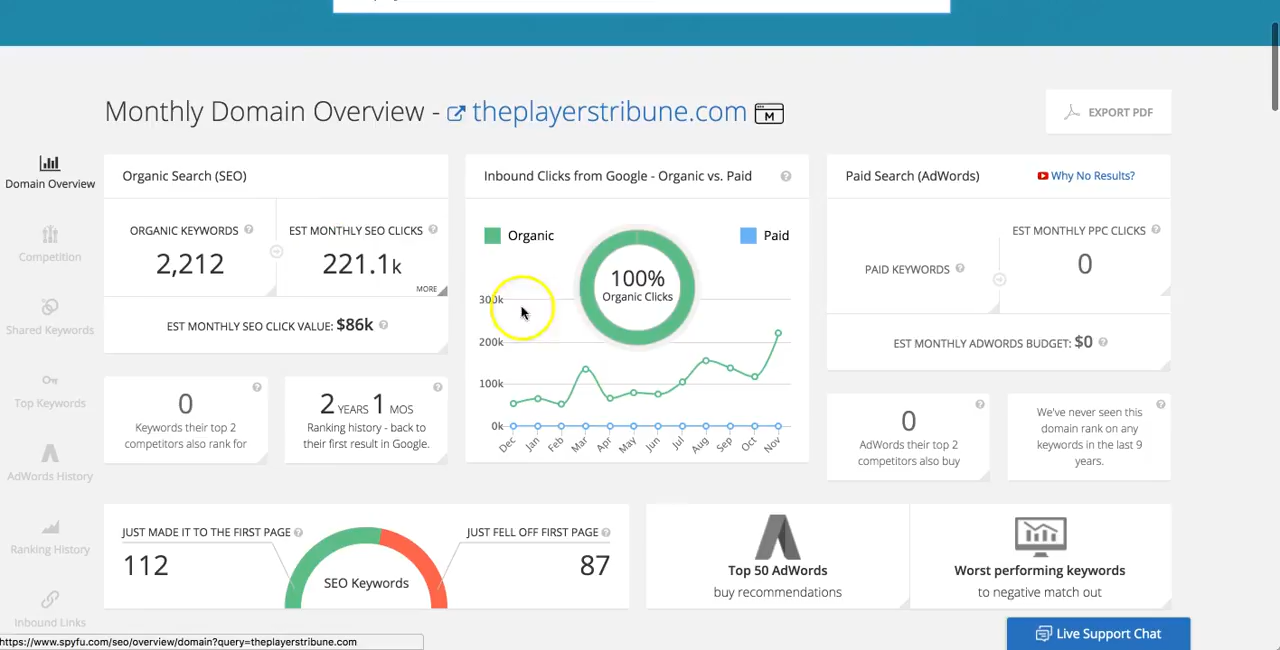 Monthly Domain Overview - theplayerstribune.com
M
EXPORT PDF
Domain Overview
Competition
Shared Keywords
Top Keywords
AdWords History
Ranking History
Inbound Links
Organic Search (SEO)
ORGANIC KEYWORDS
2,212
EST MONTHLY SEO CLICKS
221.1k
MORE
EST MONTHLY SEO CLICK VALUE: $86k
0
Keywords their top 2
competitors also rank for
2 YEARS 1 MOS
Ranking history - back
to their first result in Google.
Inbound Clicks from Google - Organic vs. Paid
Organic
Paid
100%
Organic Clicks
300k
200k
100k
0k
Dec Jan Feb Mar Apr May Jun Jul Aug Sep Oct Nov
Paid Search (AdWords)
Why No Results?
PAID KEYWORDS
EST MONTHLY PPC CLICKS
0
EST MONTHLY ADWORDS BUDGET: $0
0
AdWords their top 2
competitors also buy
We've never seen this
domain rank on any
keywords in the last 9
years.
JUST MADE IT TO THE FIRST PAGE
112
SEO Keywords
JUST FELL OFF FIRST PAGE
87
Top 50 AdWords
buy recommendations
Worst performing keywords
to negative match out
Live Support Chat
https://www.spyfu.com/seo/overview/domain?query=theplayerstribune.com